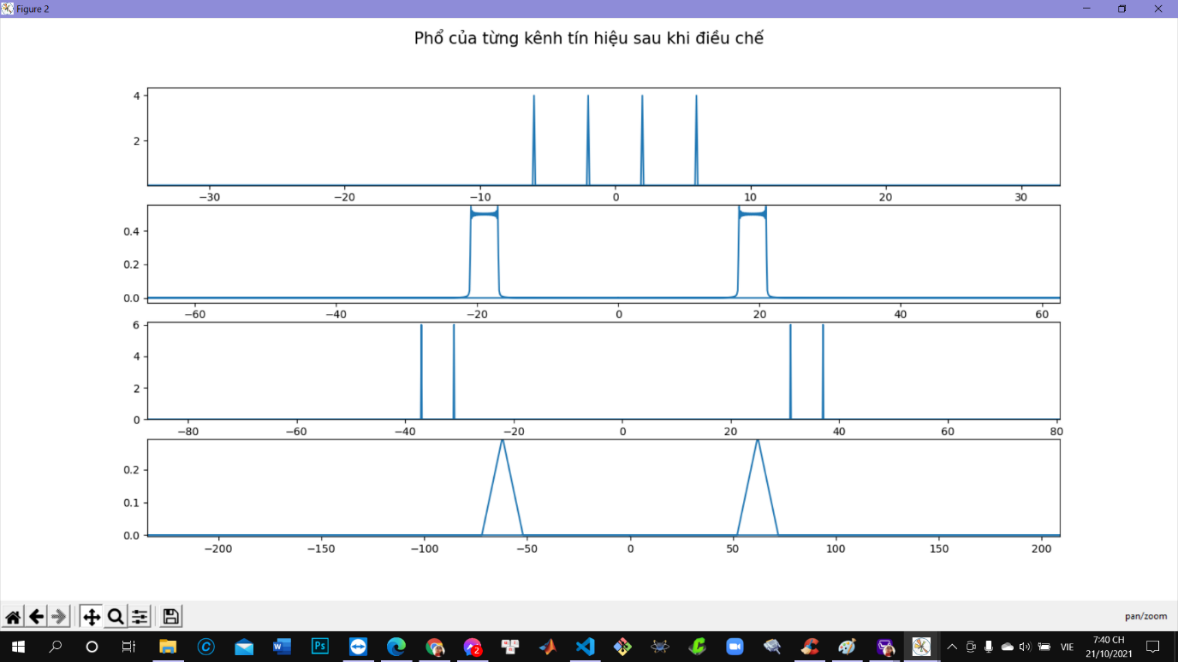 Figure 2
Phổ của từng kênh tín hiệu sau khi điều chế
4
2
−30 −20 −10 0 10 20 30
0.4
0.2
0.0
−60 −40 −20 0 20 40 60
6
4
2
0
−80 −60 −40 −20 0 20 40 60 80
0.2
0.1
0.0
−200 −150 −100 −50 0 50 100 150 200
pan/zoom
VIE
7:40 CH
21/10/2021